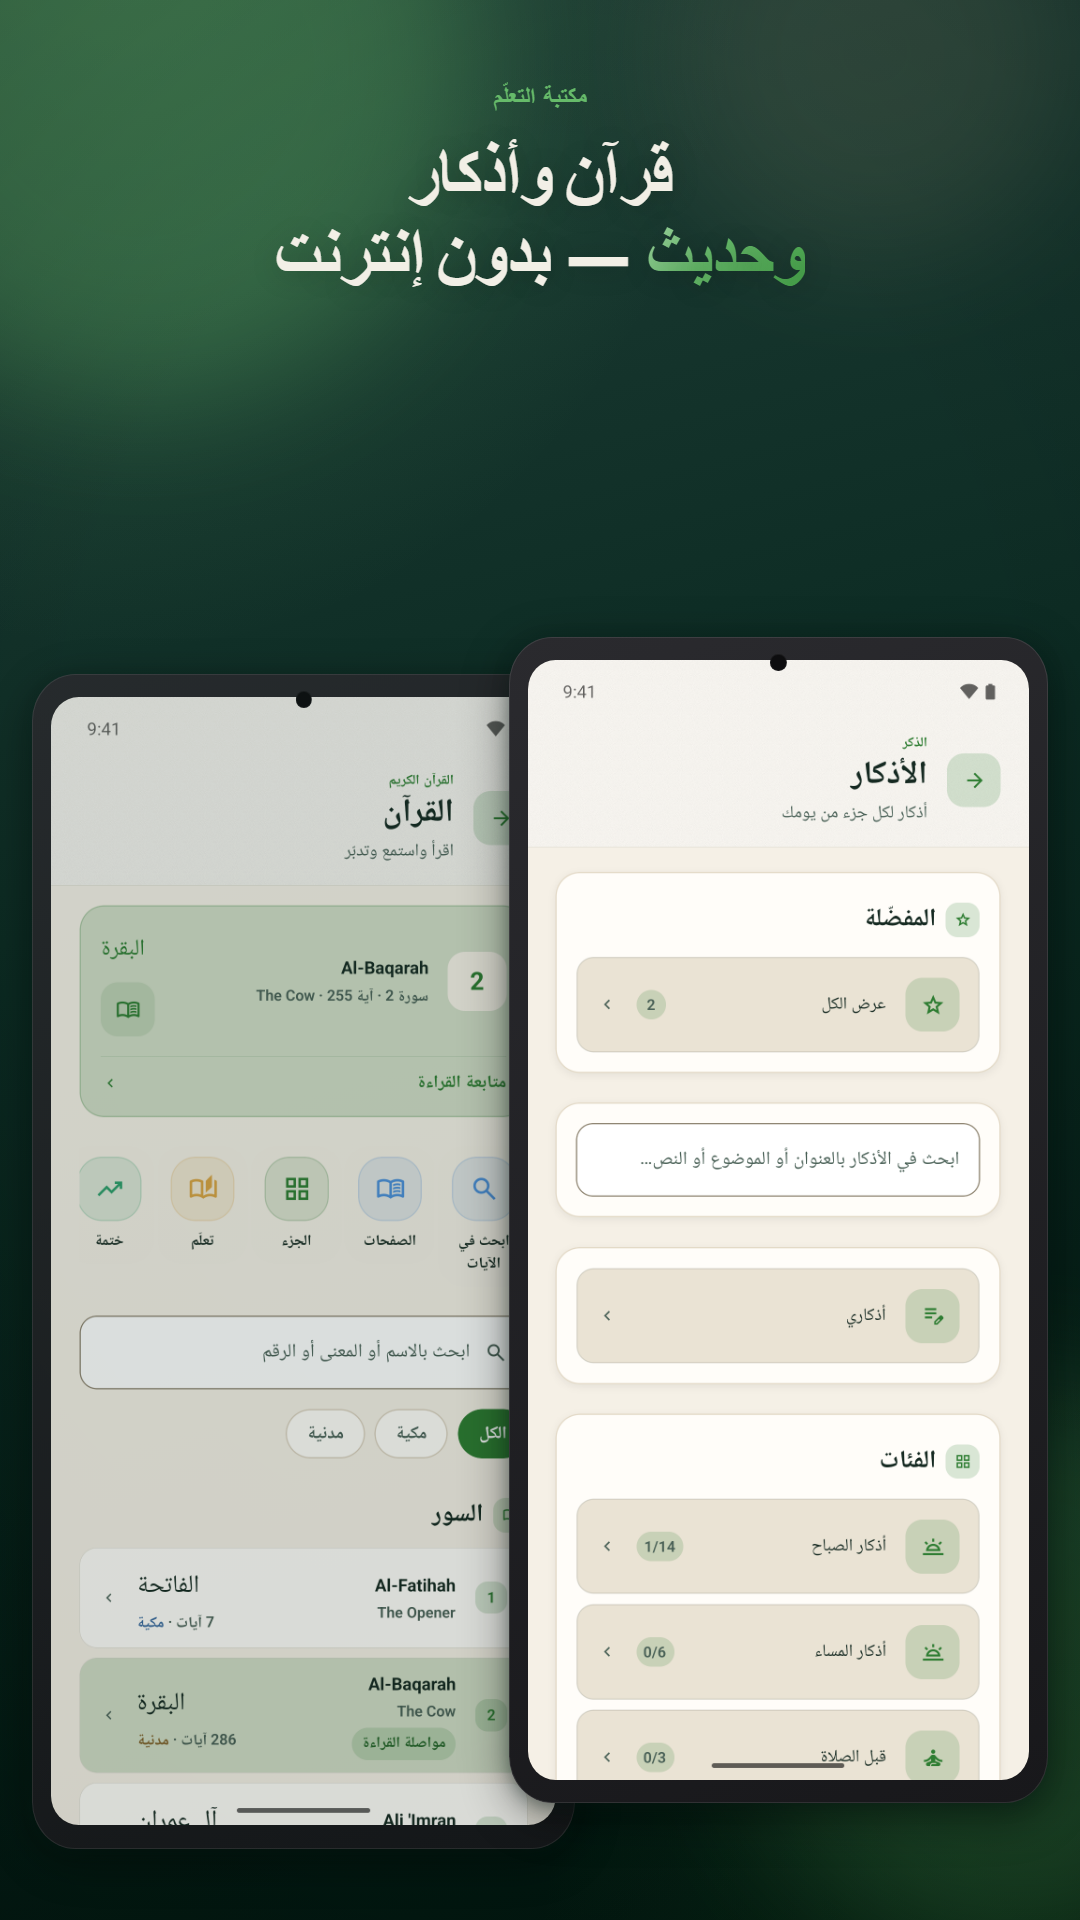 مكتبة التعلّم
قرآن وأذكار
وحديث — بدون إنترنت
9:41
القرآن الكريم
القرآن
اقرأ واستمع وتدبّر
البقرة
Al-Baqarah
سورة 2 · آية 255 · The Cow
2
متابعة القراءة
ابحث في الآيات
الصفحات
الجزء
تعلّم
ختمة
ابحث بالاسم أو المعنى أو الرقم
الكل
مكية
مدنية
السور
1
Al-Fatihah
The Opener
الفاتحة
7 آيات · مكية
2
Al-Baqarah
The Cow
مواصلة القراءة
البقرة
286 آيات · مدنية
Ali 'Imran
آل عمران
9:41
الذكر
الأذكار
أذكار لكل جزء من يومك
المفضّلة
عرض الكل
2
ابحث في الأذكار بالعنوان أو الموضوع أو النص...
أذكاري
الفئات
أذكار الصباح
1/14
أذكار المساء
0/6
قبل الصلاة
0/3